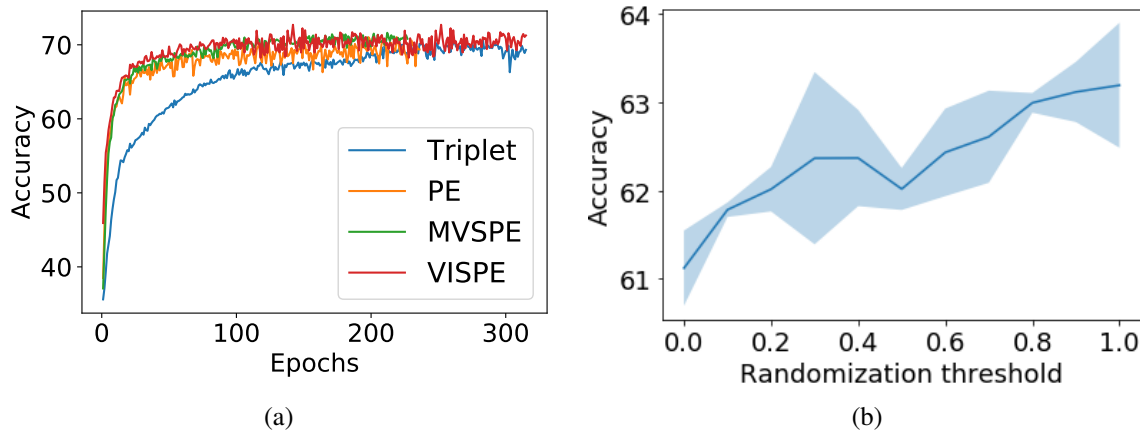 70
60
50
40
Accuracy
Triplet
PE
MVSPE
VISPE
0 100 200 300
Epochs
(a)
64
63
62
61
Accuracy
0.0 0.2 0.4 0.6 0.8 1.0
Randomization threshold
(b)